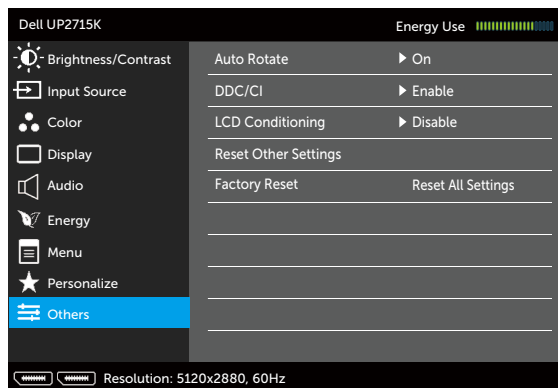 Dell UP2715K Energy Use
Brightness/Contrast Auto Rotate On
Input Source DDC/CI Enable
Color LCD Conditioning Disable
Display Reset Other Settings
Audio Factory Reset Reset All Settings
Energy
Menu
Personalize
Others
Resolution: 5120x2880, 60Hz